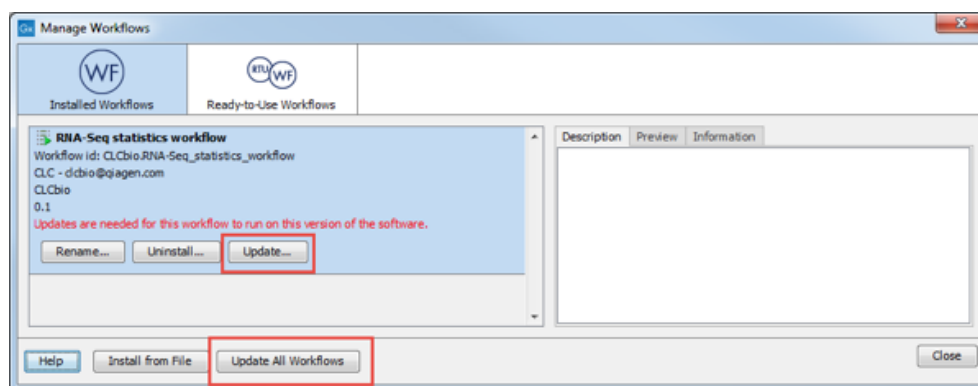 Gx Manage Workflows
WF
RTU WF
Installed Workflows
Ready-to-Use Workflows
RNA-Seq statistics workflow
Workflow id: CLCbio.RNA-Seq_statistics_workflow
CLC - clcbio@qiagen.com
CLCbio
0.1
Updates are needed for this workflow to run on this version of the software.
Rename... Uninstall... Update...
Description Preview Information
Help Install from File Update All Workflows Close